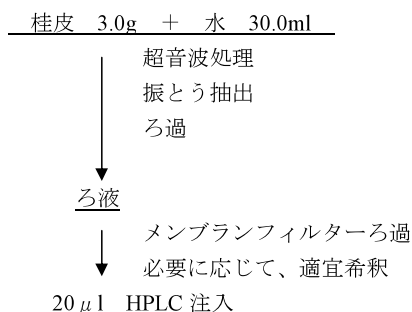 桂皮 3.0g + 水 30.0ml
超音波処理
振とう抽出
ろ過
ろ液
メンブランフィルターろ過
必要に応じて、適宜希釈
20μl HPLC 注入